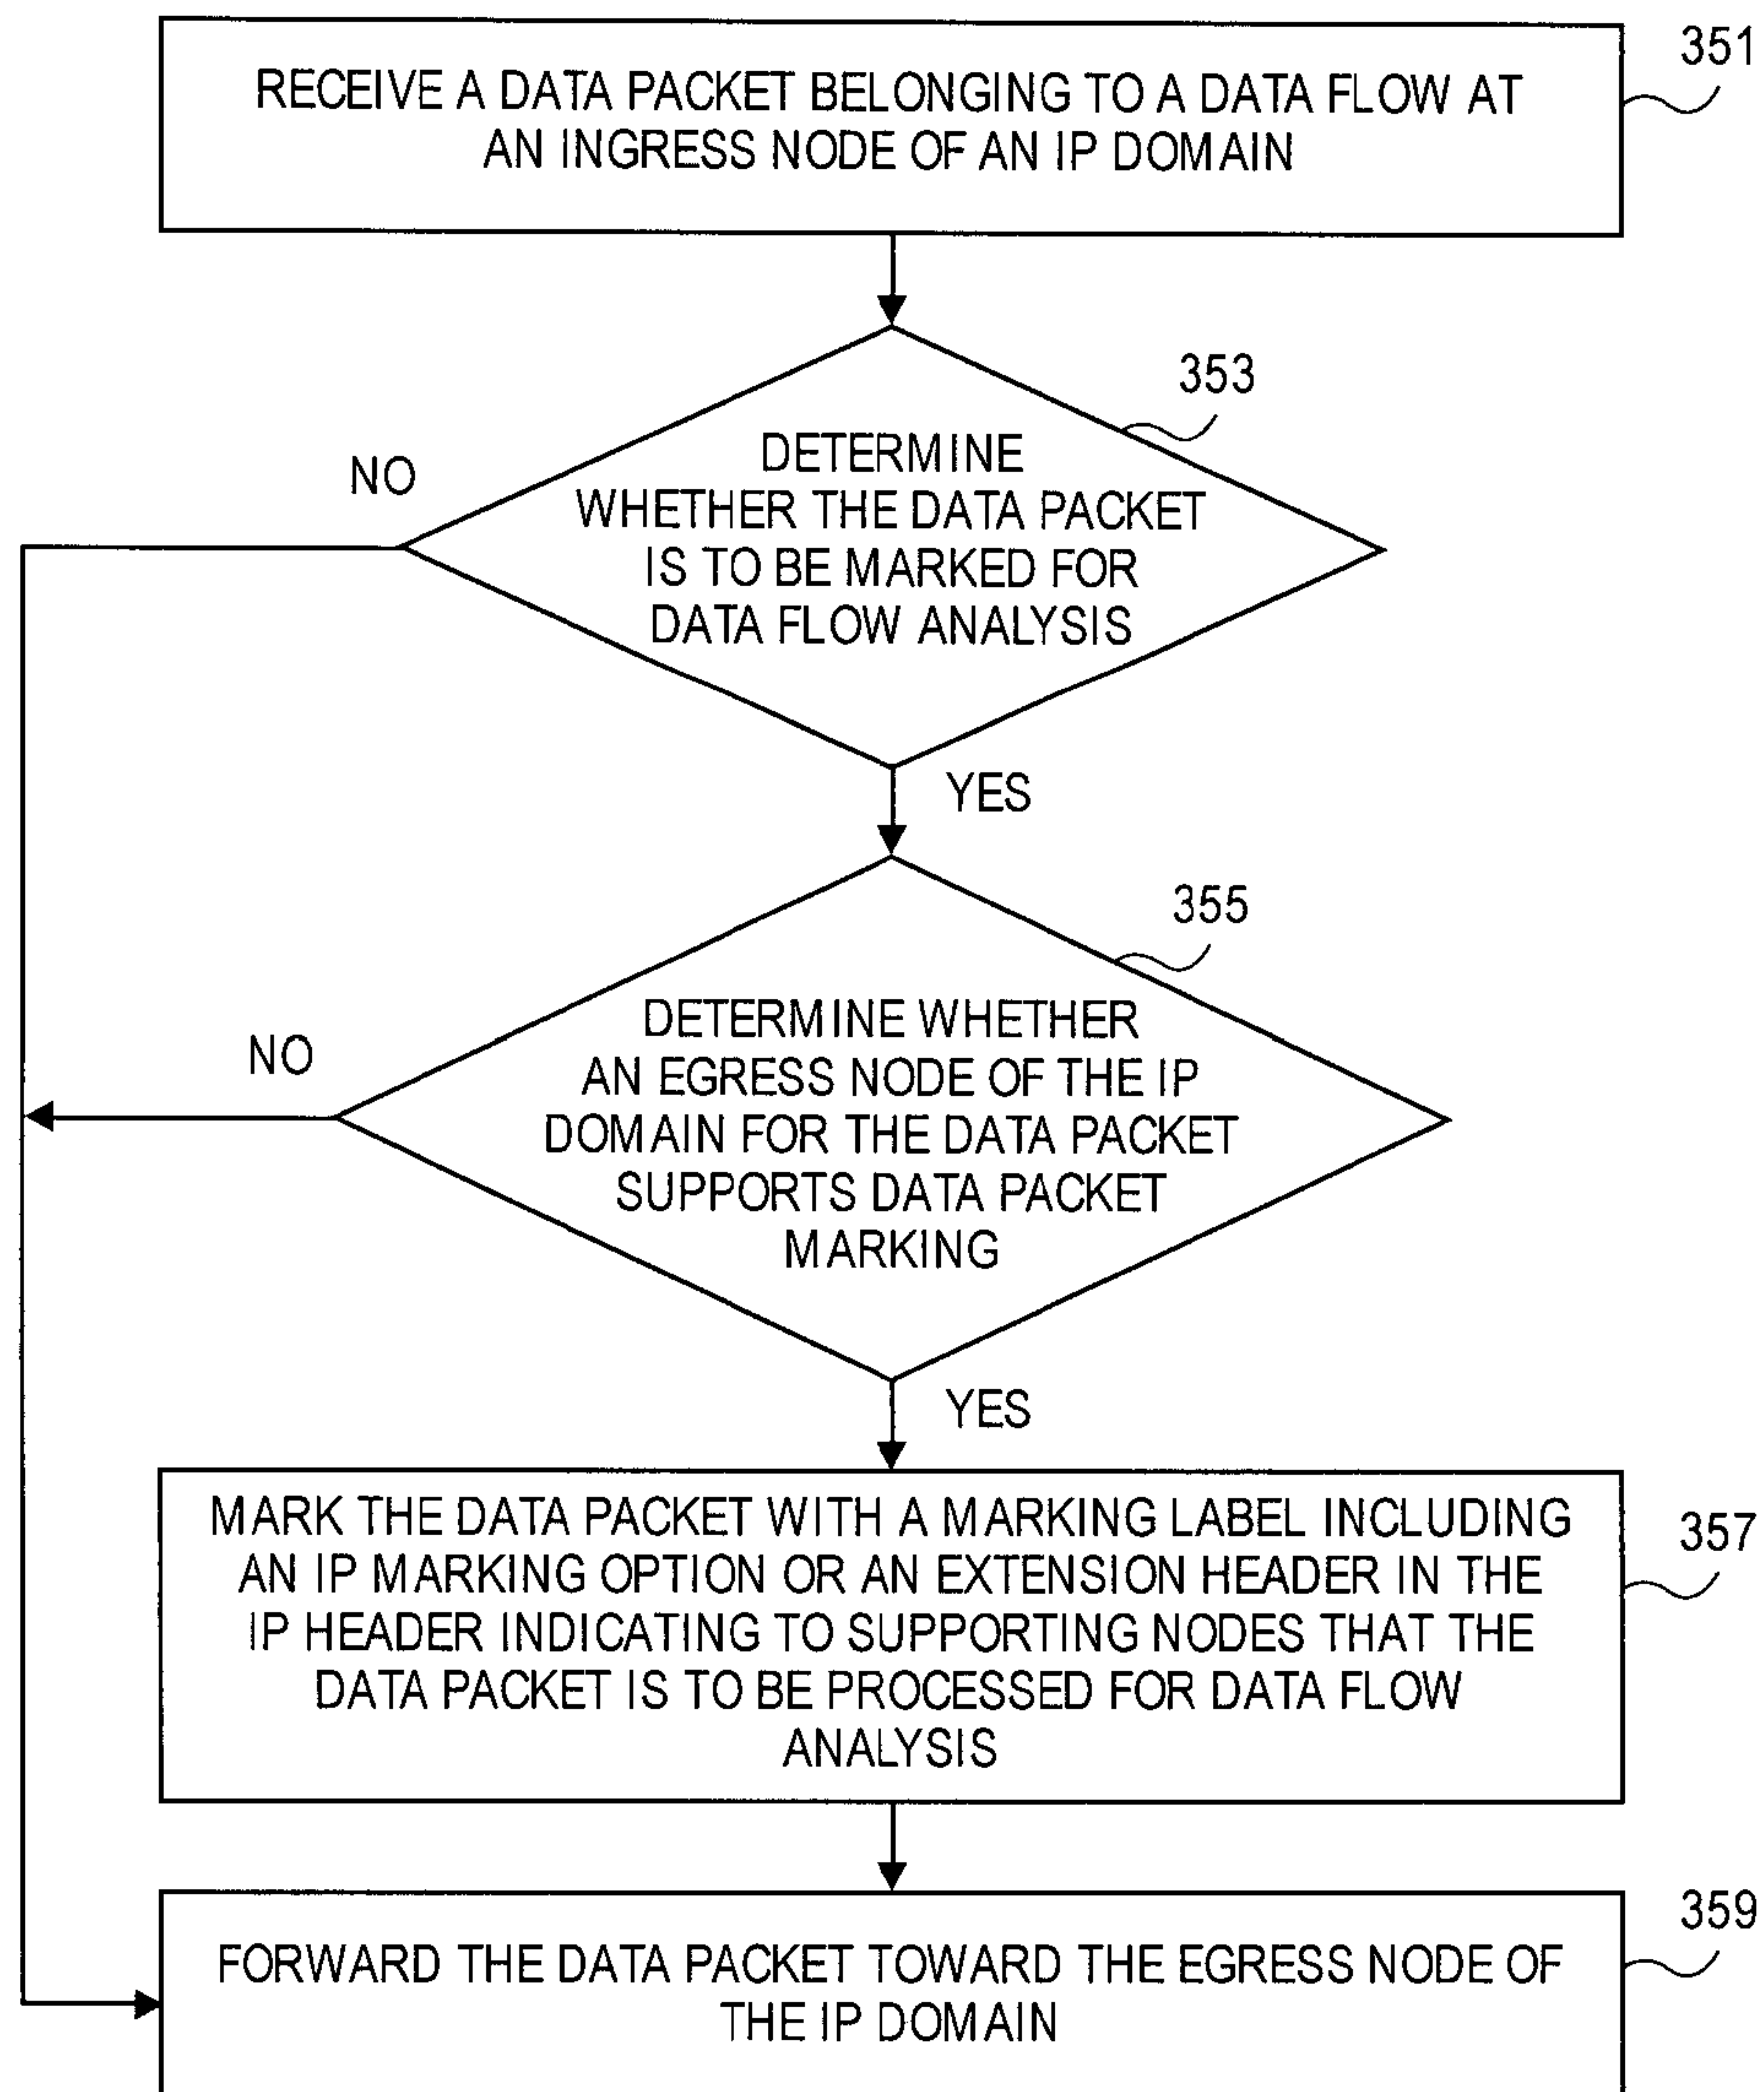 351
RECEIVE A DATA PACKET BELONGING TO A DATA FLOW AT
AN INGRESS NODE OF AN IP DOMAIN
353
NO
DETERMINE
WHETHER THE DATA PACKET
IS TO BE MARKED FOR
DATA FLOW ANALYSIS
YES
355
NO
DETERMINE WHETHER
AN EGRESS NODE OF THE IP
DOMAIN FOR THE DATA PACKET
SUPPORTS DATA PACKET
MARKING
YES
357
MARK THE DATA PACKET WITH A MARKING LABEL INCLUDING
AN IP MARKING OPTION OR AN EXTENSION HEADER IN THE
IP HEADER INDICATING TO SUPPORTING NODES THAT THE
DATA PACKET IS TO BE PROCESSED FOR DATA FLOW
ANALYSIS
359
FORWARD THE DATA PACKET TOWARD THE EGRESS NODE OF
THE IP DOMAIN